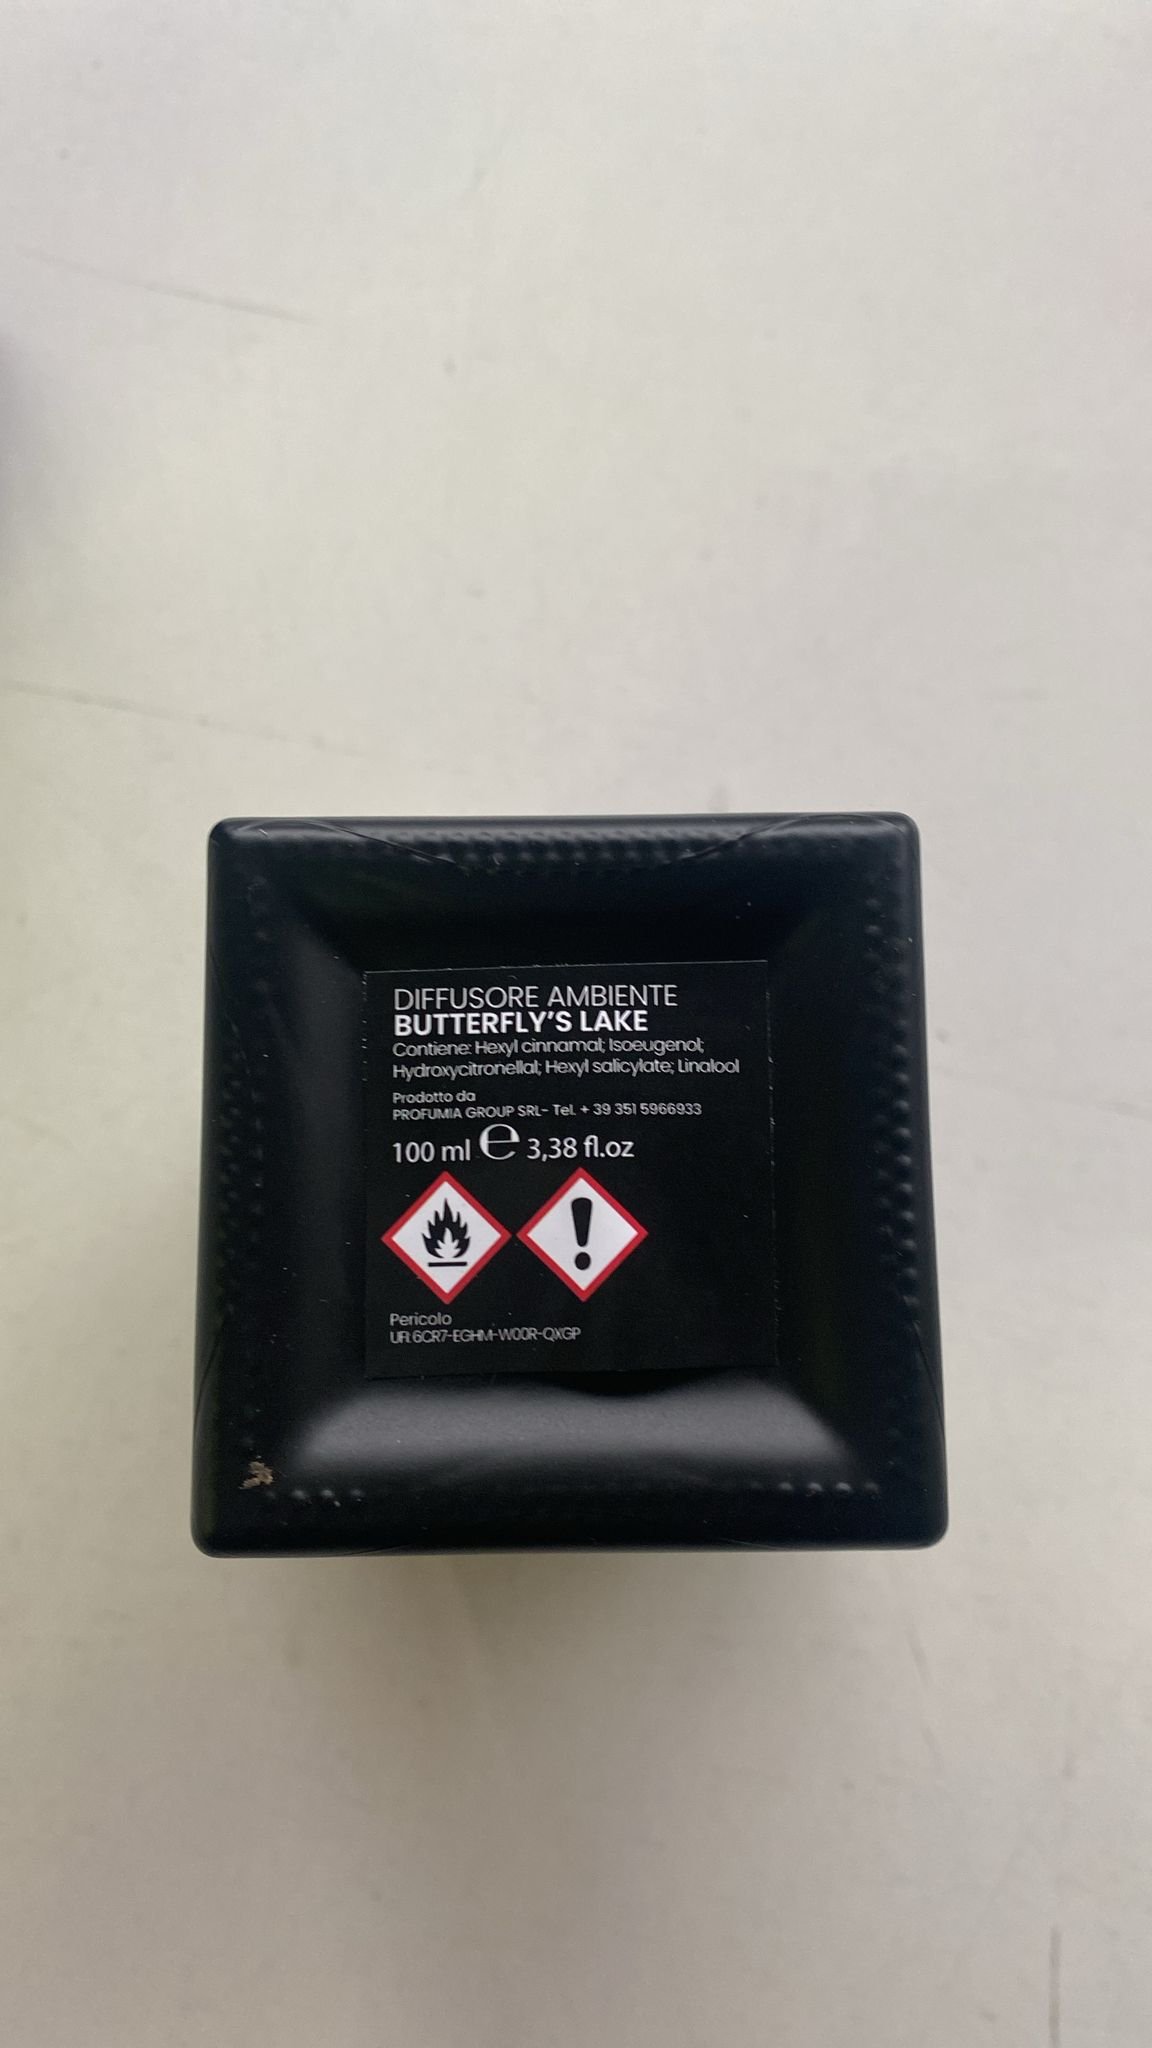 DIFFUSORE AMBIENTE
BUTTERFLY'S LAKE
Contiene: Hexyl cinnamal; Isoeugenol;
Hydroxycitronellal; Hexyl salicylate; Linalool
Prodotto da
PROFUMIA GROUP SRL- Tel. + 39 351 5966933
100 ml e 3,38 fl.oz
Pericolo
UFI: 6CR7-EGHM-W00R-QXGP